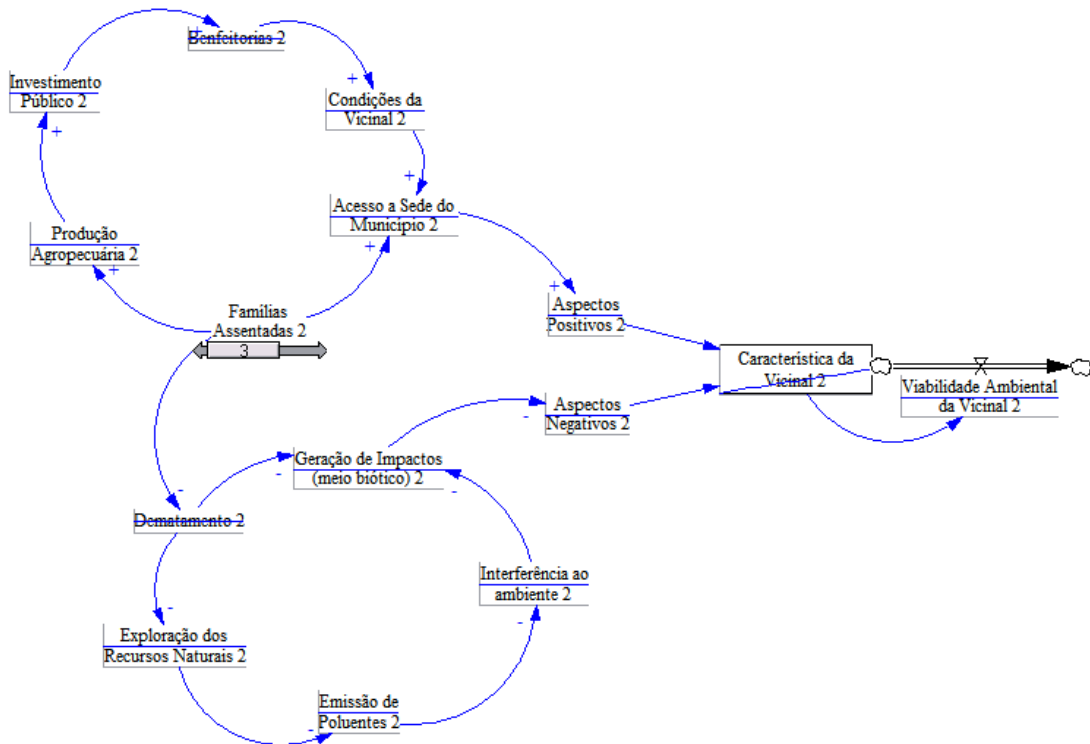 Benfeitorias 2
+
Investimento
Público 2
+
+
Condições da
Vicinal 2
+
Acesso a Sede do
Município 2
+
Produção
Agropecuária 2
+
Familias
Assentadas 2
3
+
Aspectos
Positivos 2
Característica da
Vicinal 2
Viabilidade Ambiental
da Vicinal 2
-
Aspectos
Negativos 2
-
Geração de Impactos
(meio biótico) 2
-
-
Dematamento 2
-
Interferência ao
ambiente 2
-
Exploração dos
Recursos Naturais 2
-
Emissão de
Poluentes 2